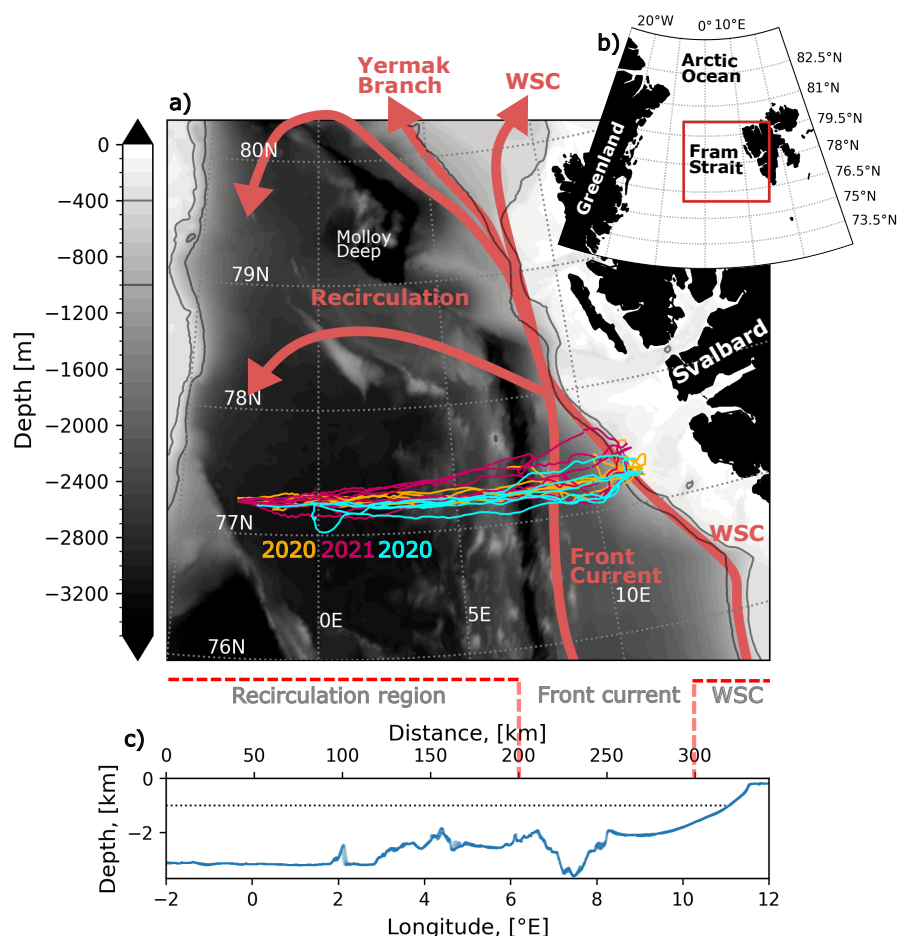 20°W
0°
10°E
b)
Arctic
Ocean
82.5°N
81°N
79.5°N
78°N
76.5°N
75°N
73.5°N
Greenland
Fram
Strait
Yermak
Branch
WSC
a)
80N
Molloy
Deep
79N
Recirculation
Svalbard
78N
77N
WSC
2020
2021
2020
Front
Current
10E
0E
5E
76N
Depth [m]
0
−400
−800
−1200
−1600
−2000
−2400
−2800
−3200
Recirculation region
Front current
WSC
c)
Distance, [km]
0
50
100
150
200
250
300
Depth, [km]
0
−2
−2
0
2
4
6
8
10
12
Longitude, [°E]